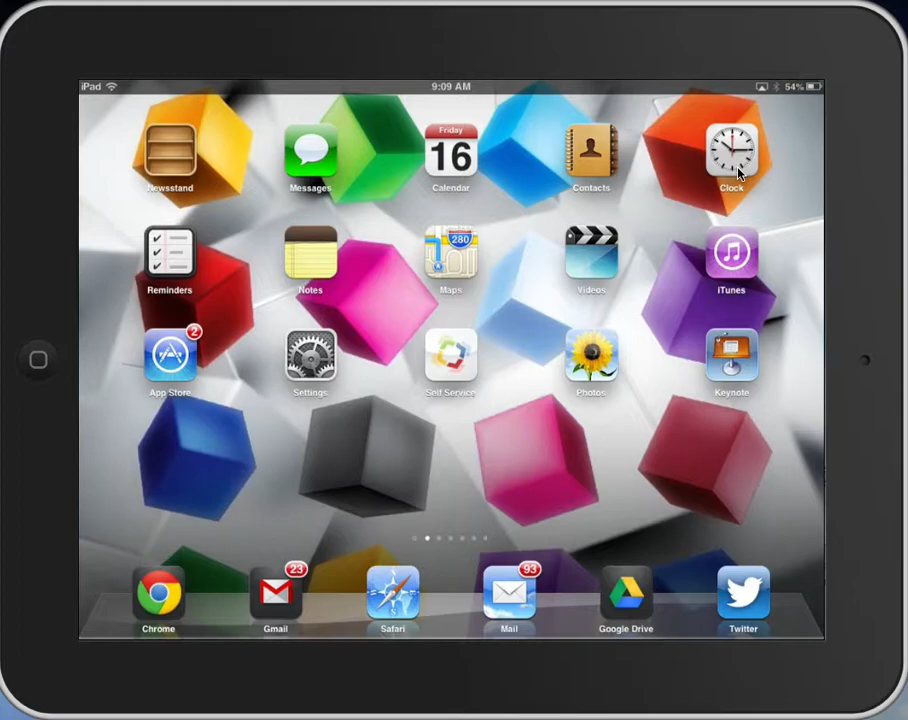 iPad 9:09 AM 54%
Friday
16
Newsstand Messages Calendar Contacts Clock
280
Reminders Notes Maps Videos iTunes
2
App Store Settings Self Service Photos Keynote
23 93
Chrome Gmail Safari Mail Google Drive Twitter